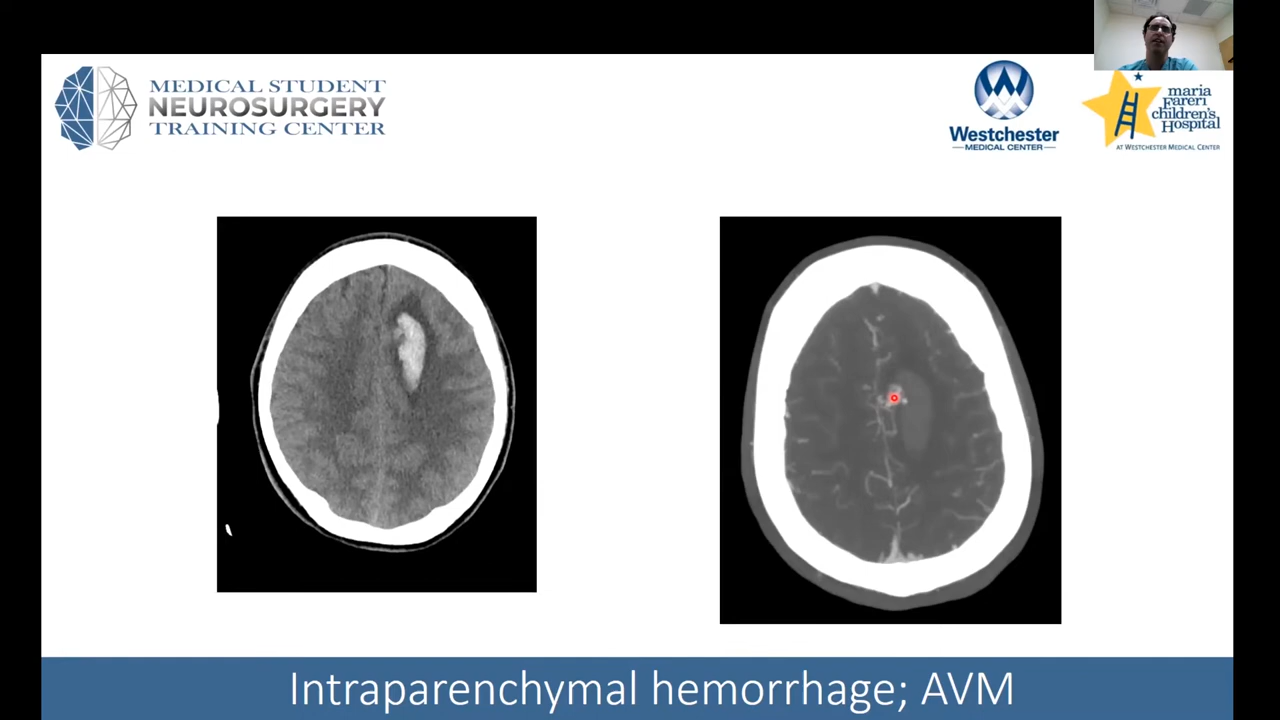 MEDICAL STUDENT
NEUROSURGERY
TRAINING CENTER
Westchester
MEDICAL CENTER
maria
Fareri
children's
Hospital
AT WESTCHESTER MEDICAL CENTER
Intraparenchymal hemorrhage; AVM